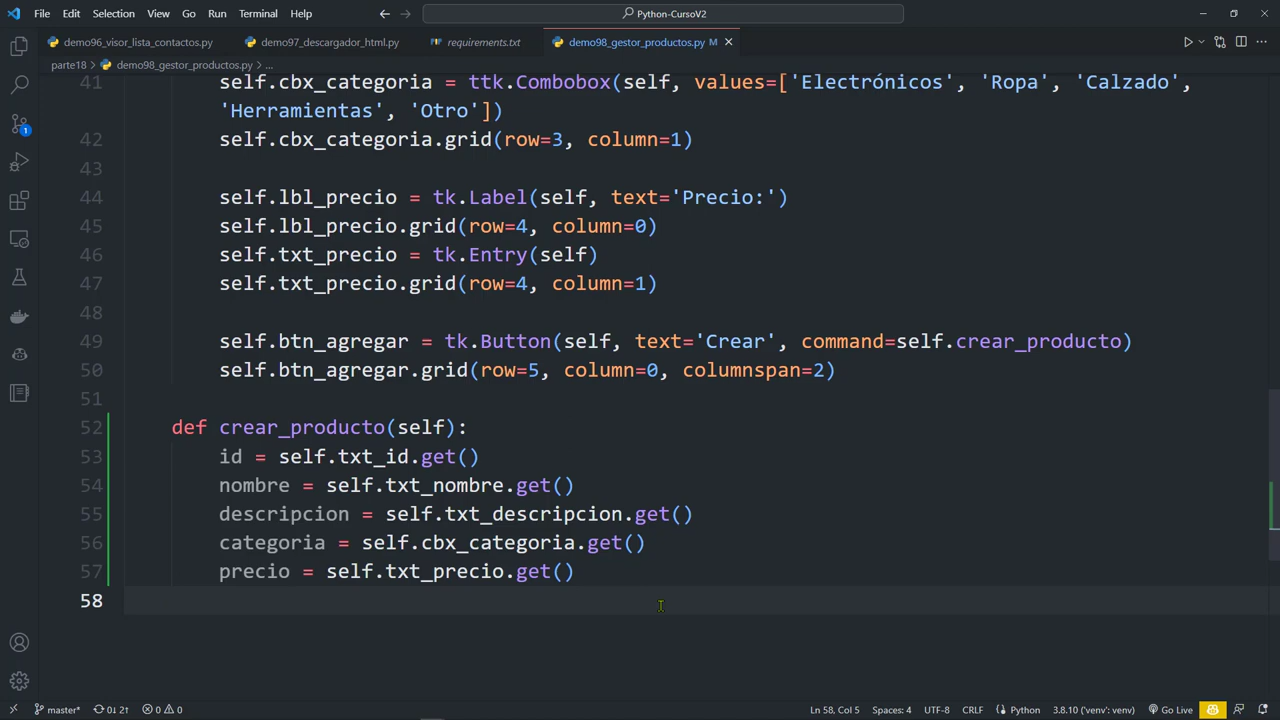 File Edit Selection View Go Run Terminal Help Python-CursoV2
demo96_visor_lista_contactos.py demo97_descargador_html.py requirements.txt demo98_gestor_productos.py M
parte18 > demo98_gestor_productos.py > ...
41 self.cbx_categoria = ttk.Combobox(self, values=['Electrónicos', 'Ropa', 'Calzado',
'Herramientas', 'Otro'])
42 self.cbx_categoria.grid(row=3, column=1)
43
44 self.lbl_precio = tk.Label(self, text='Precio:')
45 self.lbl_precio.grid(row=4, column=0)
46 self.txt_precio = tk.Entry(self)
47 self.txt_precio.grid(row=4, column=1)
48
49 self.btn_agregar = tk.Button(self, text='Crear', command=self.crear_producto)
50 self.btn_agregar.grid(row=5, column=0, columnspan=2)
51
52 def crear_producto(self):
53 id = self.txt_id.get()
54 nombre = self.txt_nombre.get()
55 descripcion = self.txt_descripcion.get()
56 categoria = self.cbx_categoria.get()
57 precio = self.txt_precio.get()
58
1
master* 0↓ 2↑ 0 0 Ln 58, Col 5 Spaces: 4 UTF-8 CRLF Python 3.8.10 ('venv': venv) Go Live